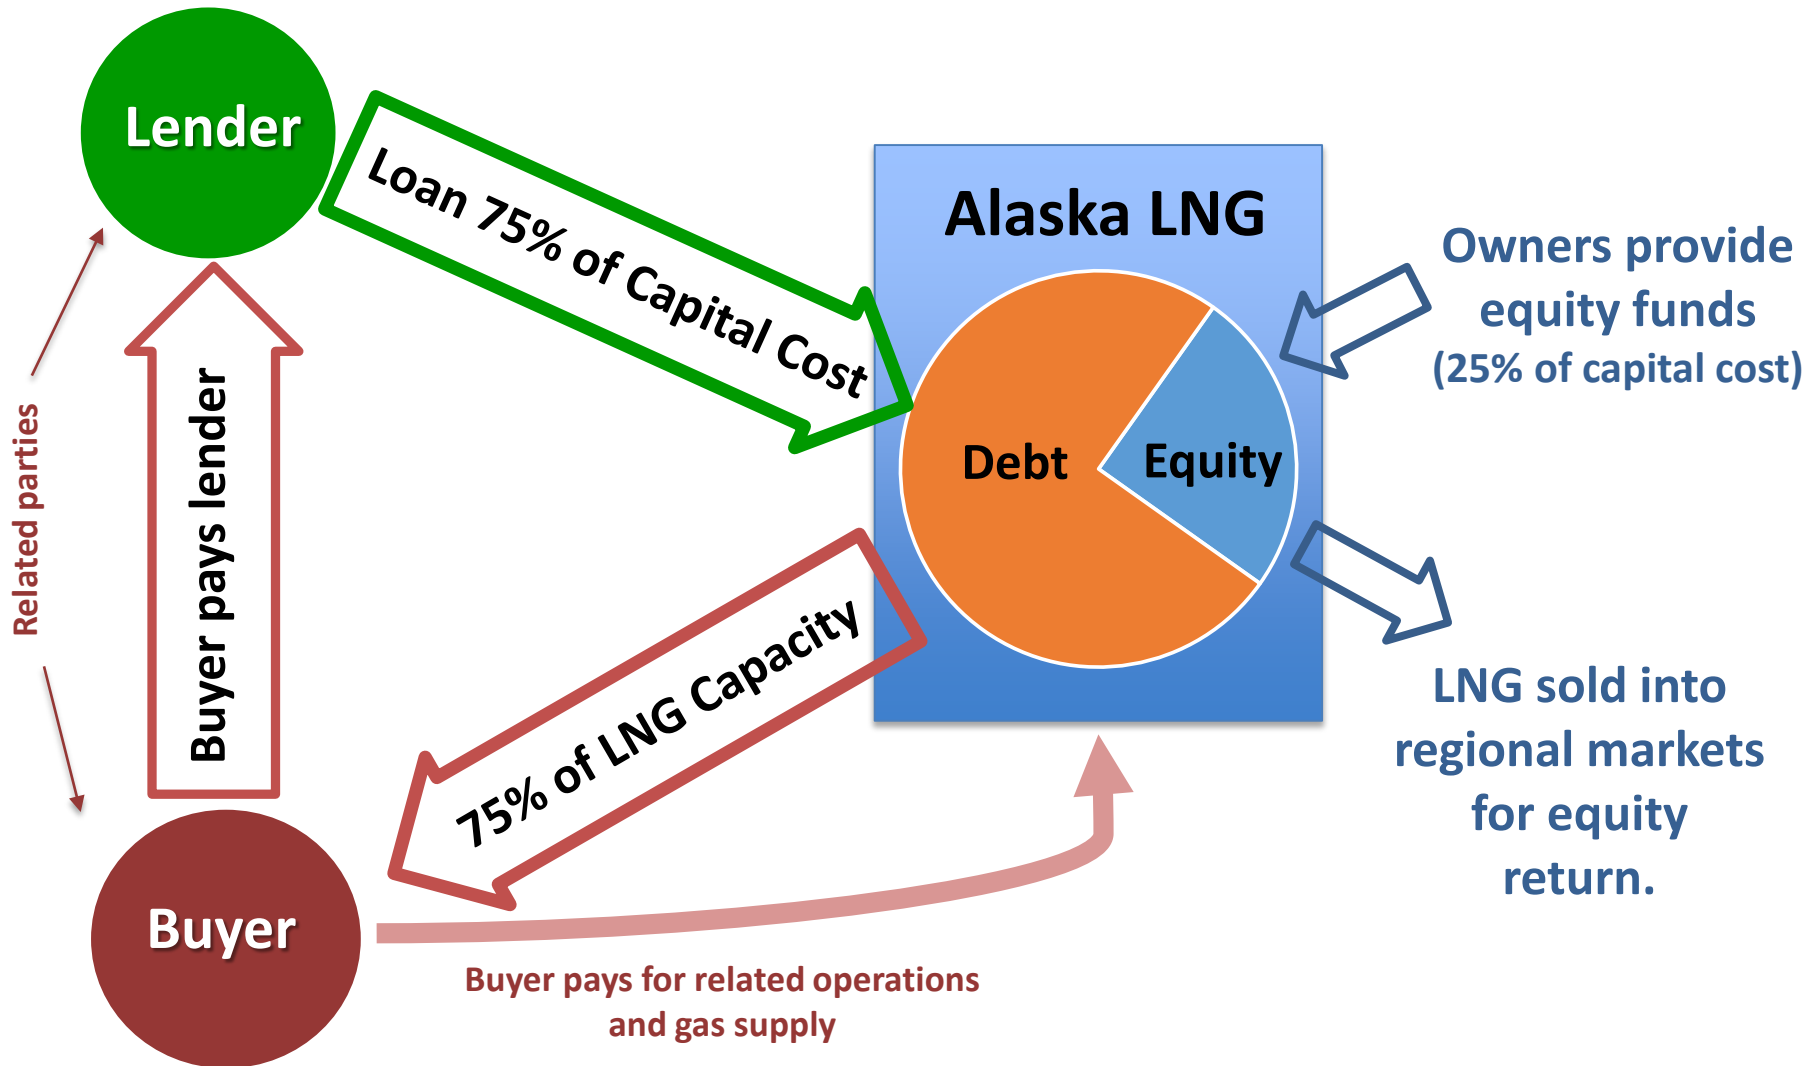 Lender
Loan 75% of Capital Cost
Alaska LNG
Owners provide
equity funds
(25% of capital cost)
Debt
Equity
Related parties
Buyer pays lender
75% of LNG Capacity
LNG sold into
regional markets
for equity
return.
Buyer
Buyer pays for related operations
and gas supply